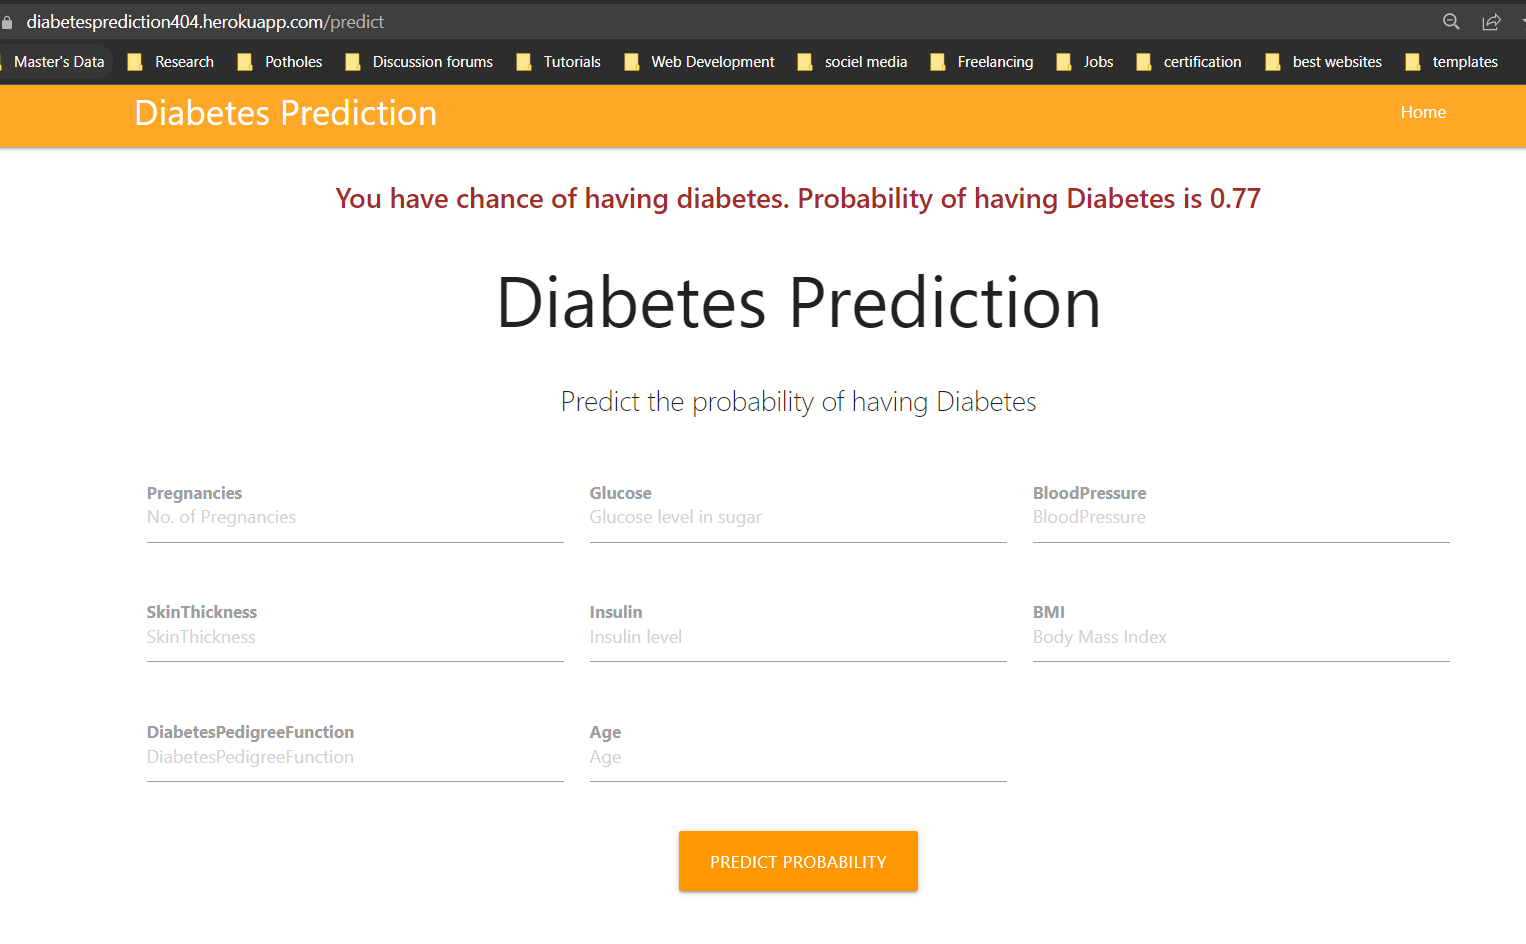 diabetesprediction404.herokuapp.com/predict
Master's Data Research Potholes Discussion forums Tutorials Web Development sociel media Freelancing Jobs certification best websites templates
Diabetes Prediction Home
You have chance of having diabetes. Probability of having Diabetes is 0.77
Diabetes Prediction
Predict the probability of having Diabetes
Pregnancies Glucose BloodPressure
No. of Pregnancies Glucose level in sugar BloodPressure
SkinThickness Insulin BMI
SkinThickness Insulin level Body Mass Index
DiabetesPedigreeFunction Age
DiabetesPedigreeFunction Age
PREDICT PROBABILITY